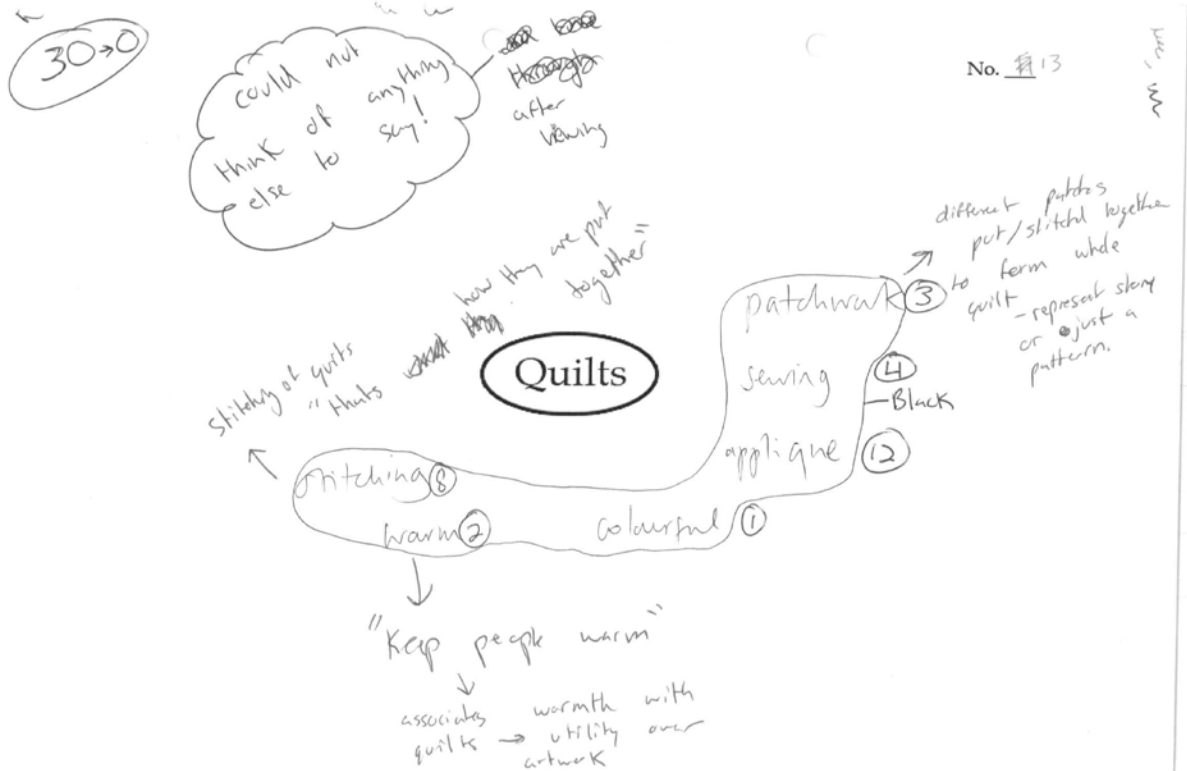 30→0
could not
think of anything
else to say!
after
viewing
No. 13
different patches
put/stitched together
to form whole
quilt
- represent story
or just a
pattern.
how they are put
together"
stitching of quilts
"thats
Quilts
patchwork 3
sewing 4
Black
applique 12
stitching 8
warm 2
colourful 1
"Keep people warm"
associates warmth with
quilts → utility over
artwork